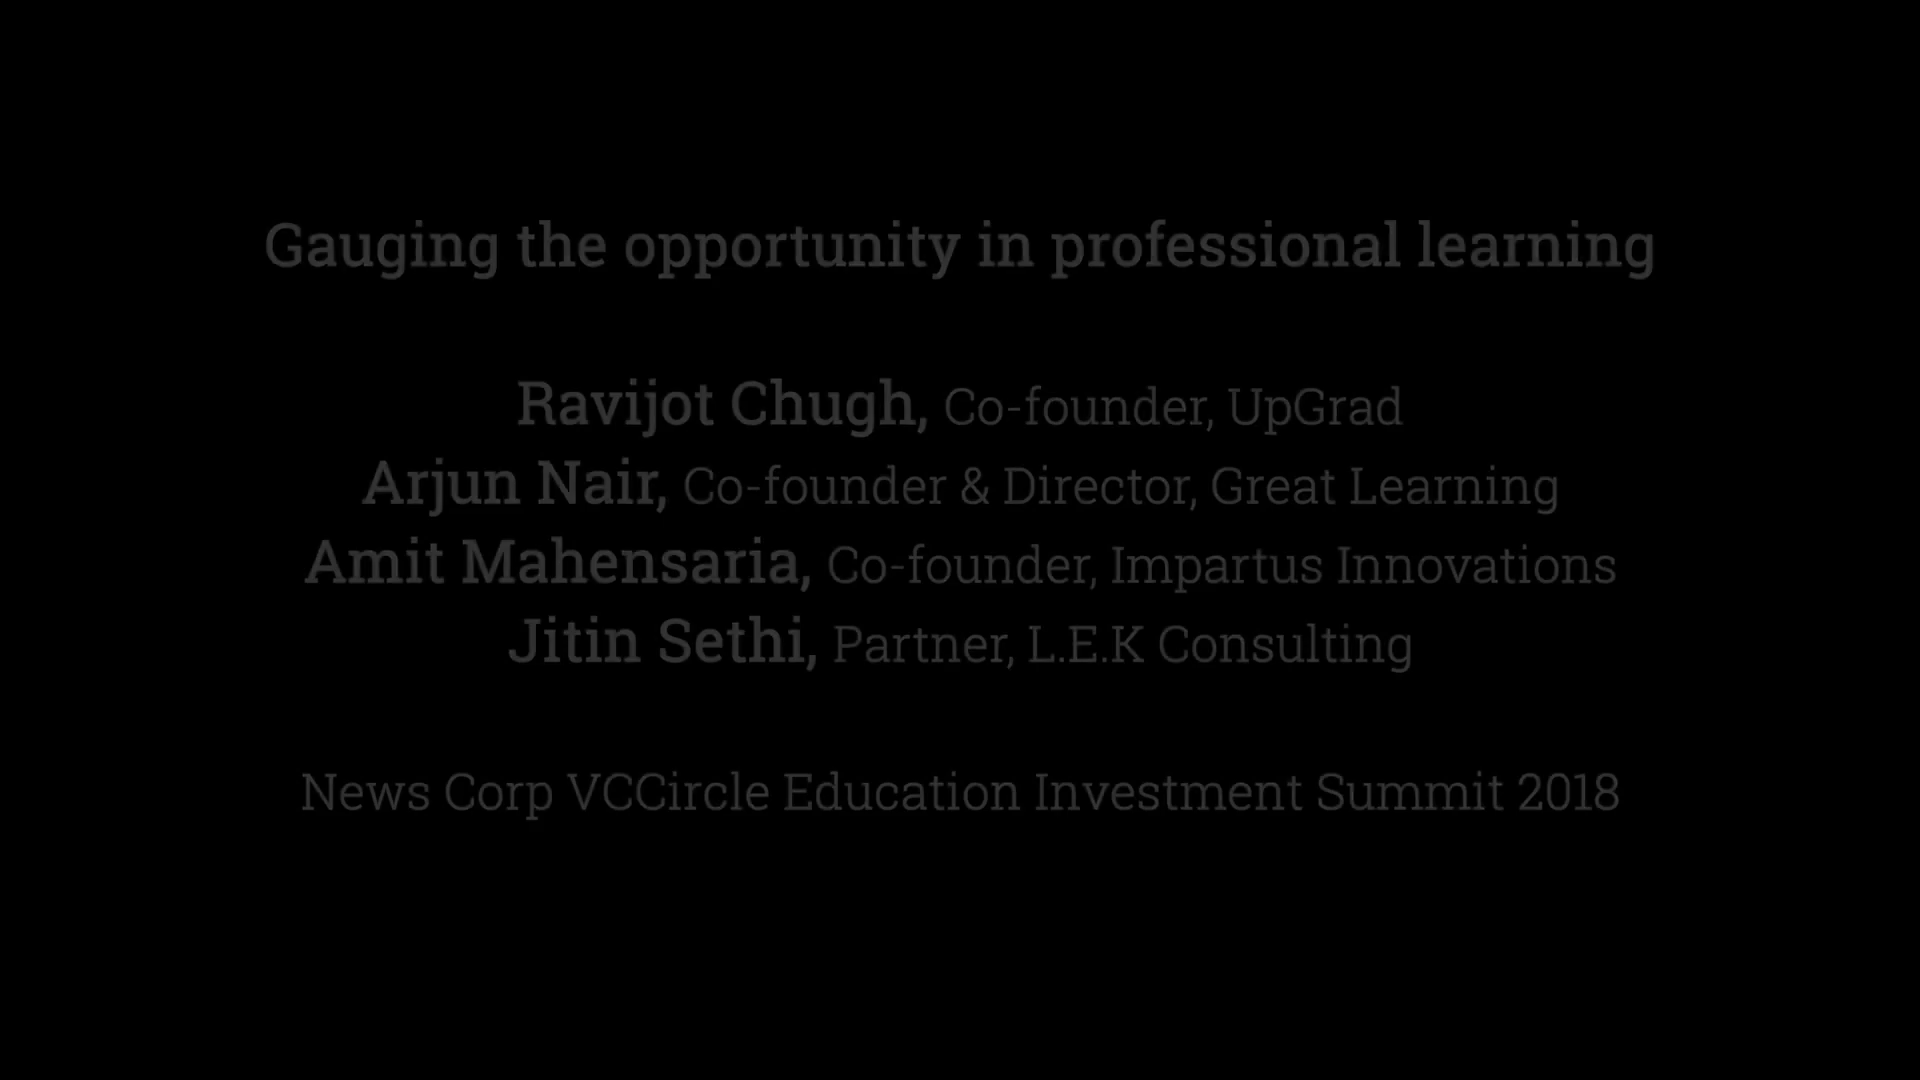 Gauging the opportunity in professional learning
Ravijot Chugh, Co-founder, UpGrad
Arjun Nair, Co-founder & Director, Great Learning
Amit Mahensaria, Co-founder, Impartus Innovations
Jitin Sethi, Partner, L.E.K Consulting
News Corp VCCircle Education Investment Summit 2018